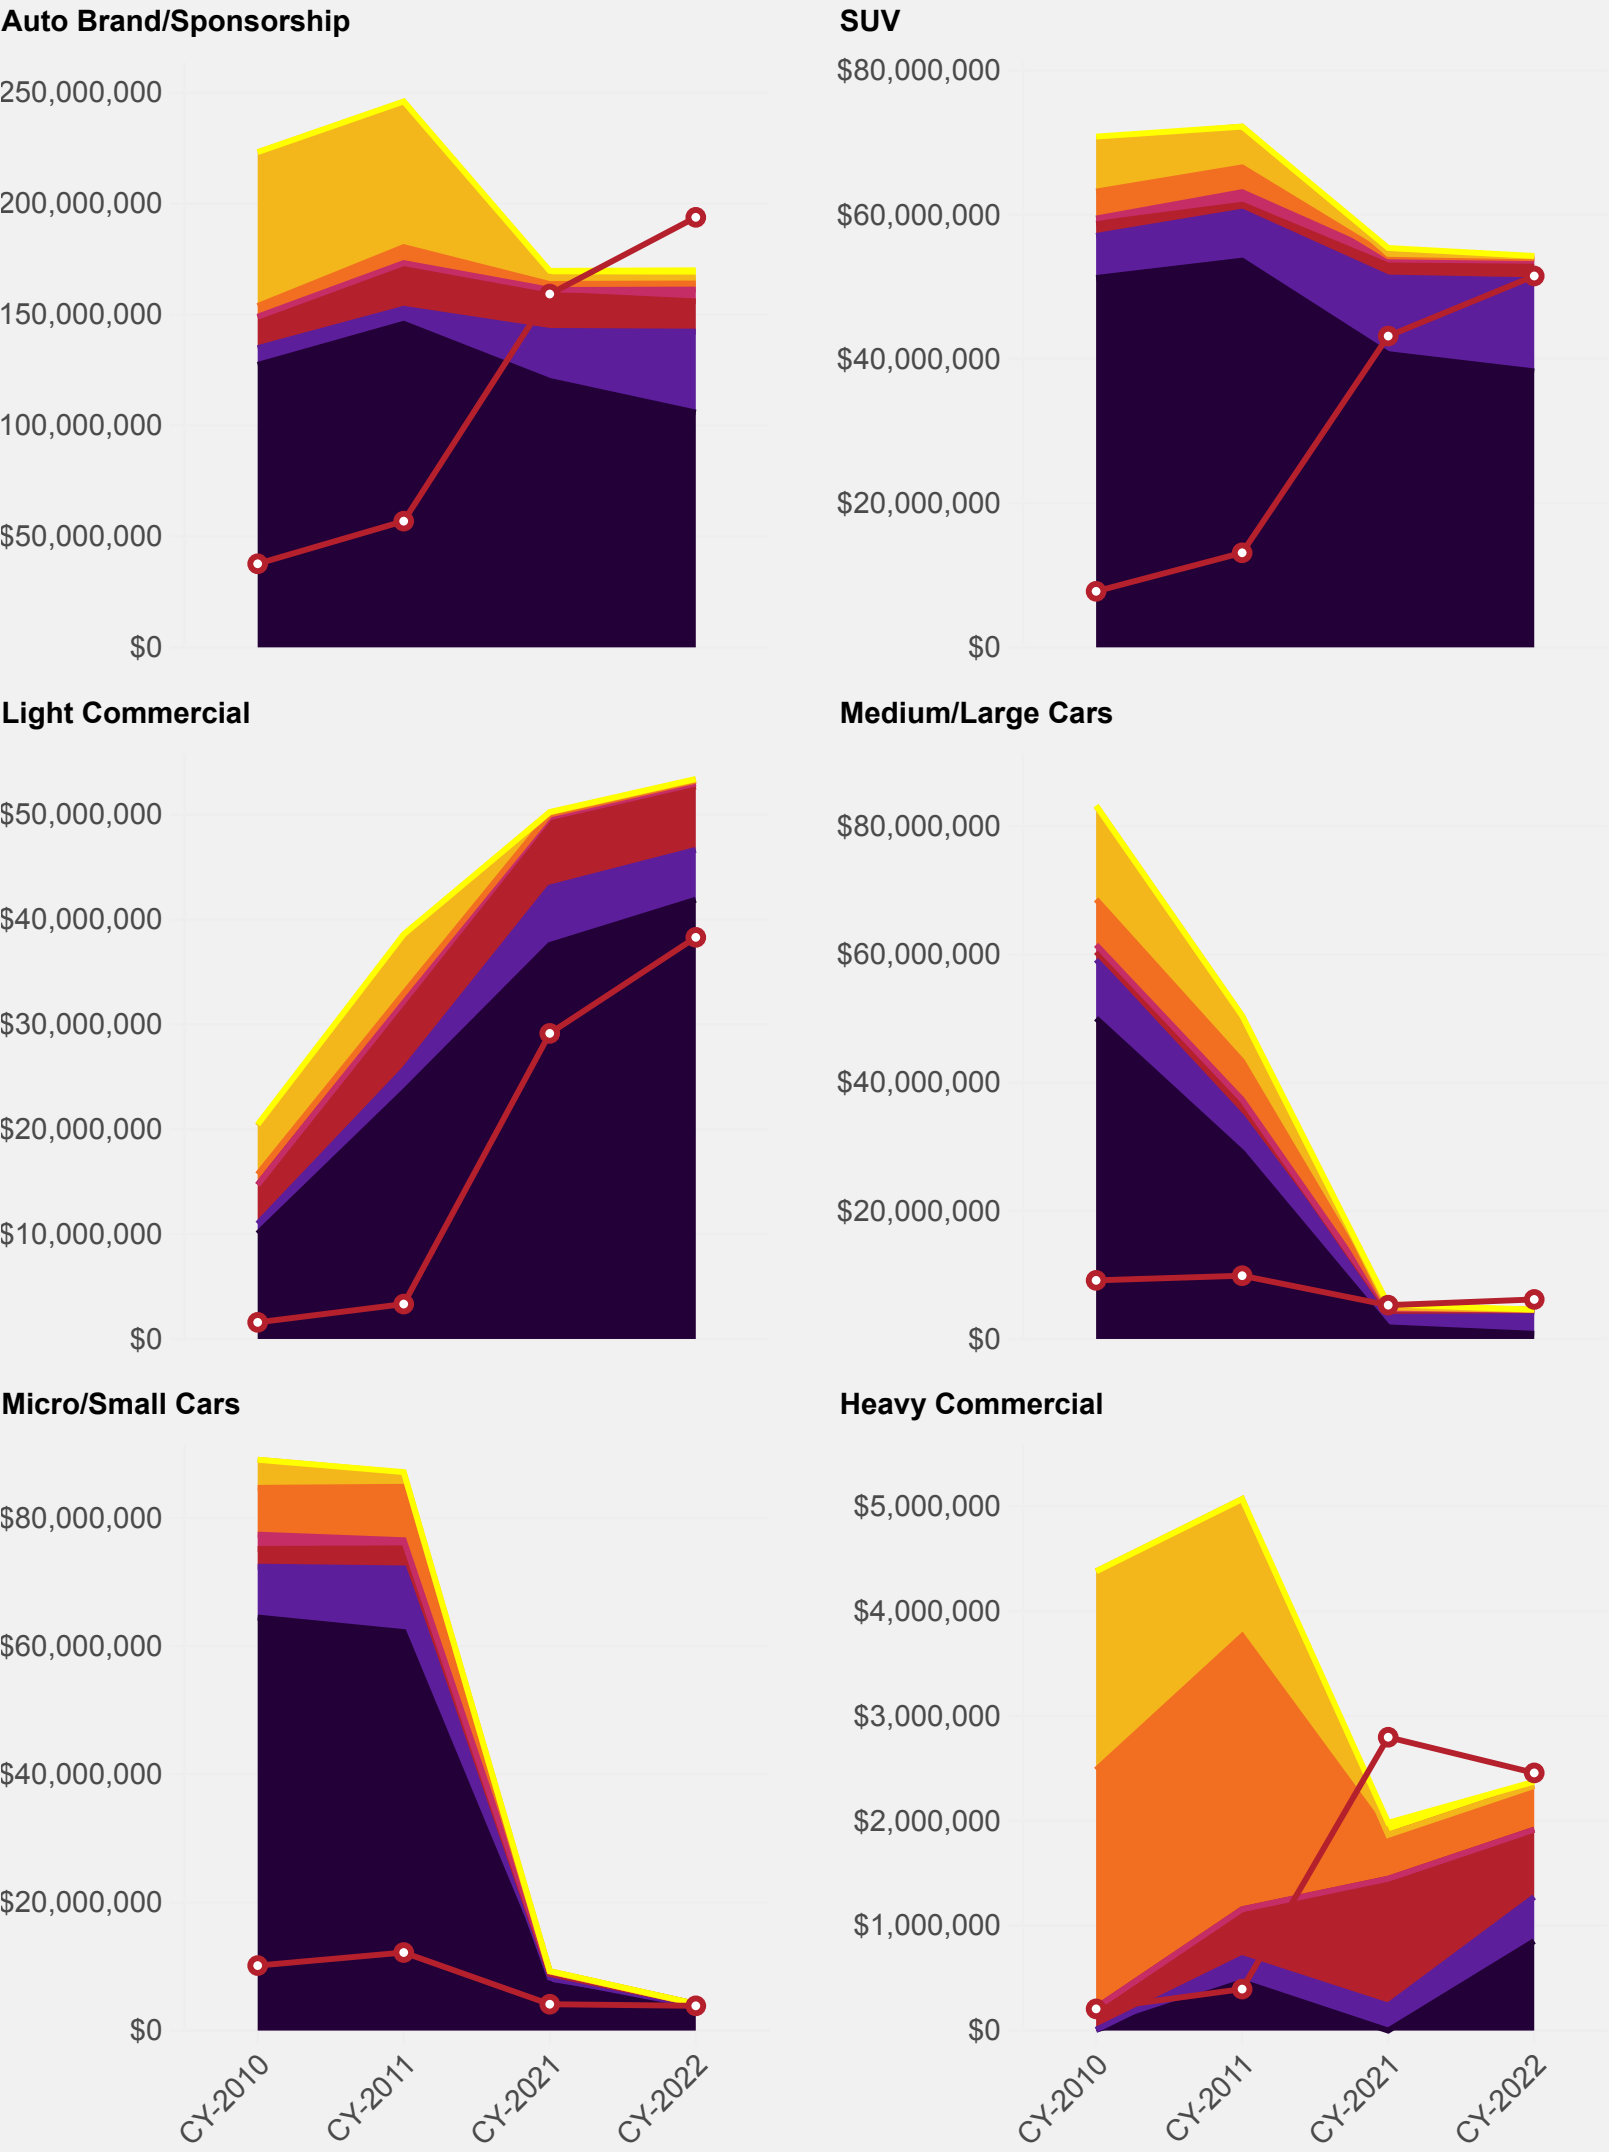 Auto Brand/Sponsorship
250,000,000
200,000,000
150,000,000
100,000,000
$50,000,000
$0
SUV
$80,000,000
$60,000,000
$40,000,000
$20,000,000
$0
Light Commercial
$50,000,000
$40,000,000
$30,000,000
$20,000,000
$10,000,000
$0
Medium/Large Cars
$80,000,000
$60,000,000
$40,000,000
$20,000,000
$0
Micro/Small Cars
$80,000,000
$60,000,000
$40,000,000
$20,000,000
$0
CY-2010
CY-2011
CY-2021
CY-2022
Heavy Commercial
$5,000,000
$4,000,000
$3,000,000
$2,000,000
$1,000,000
$0
CY-2010
CY-2011
CY-2021
CY-2022